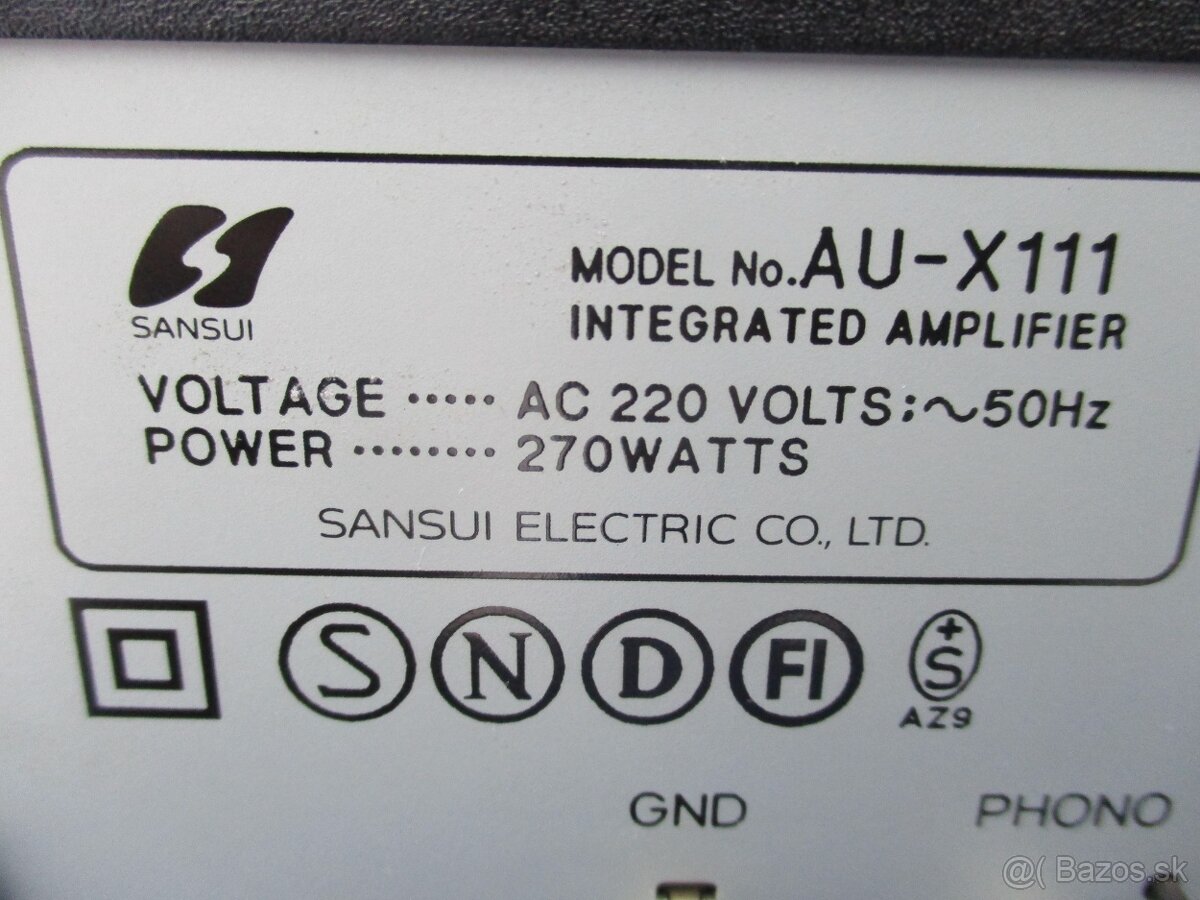 SANSUI
MODEL No. AU-X111
INTEGRATED AMPLIFIER
VOLTAGE ····· AC 220 VOLTS:~50Hz
POWER ········ 270WATTS
SANSUI ELECTRIC CO., LTD.
S N D FI +S
AZ9
GND PHONO
@( Bazos.sk